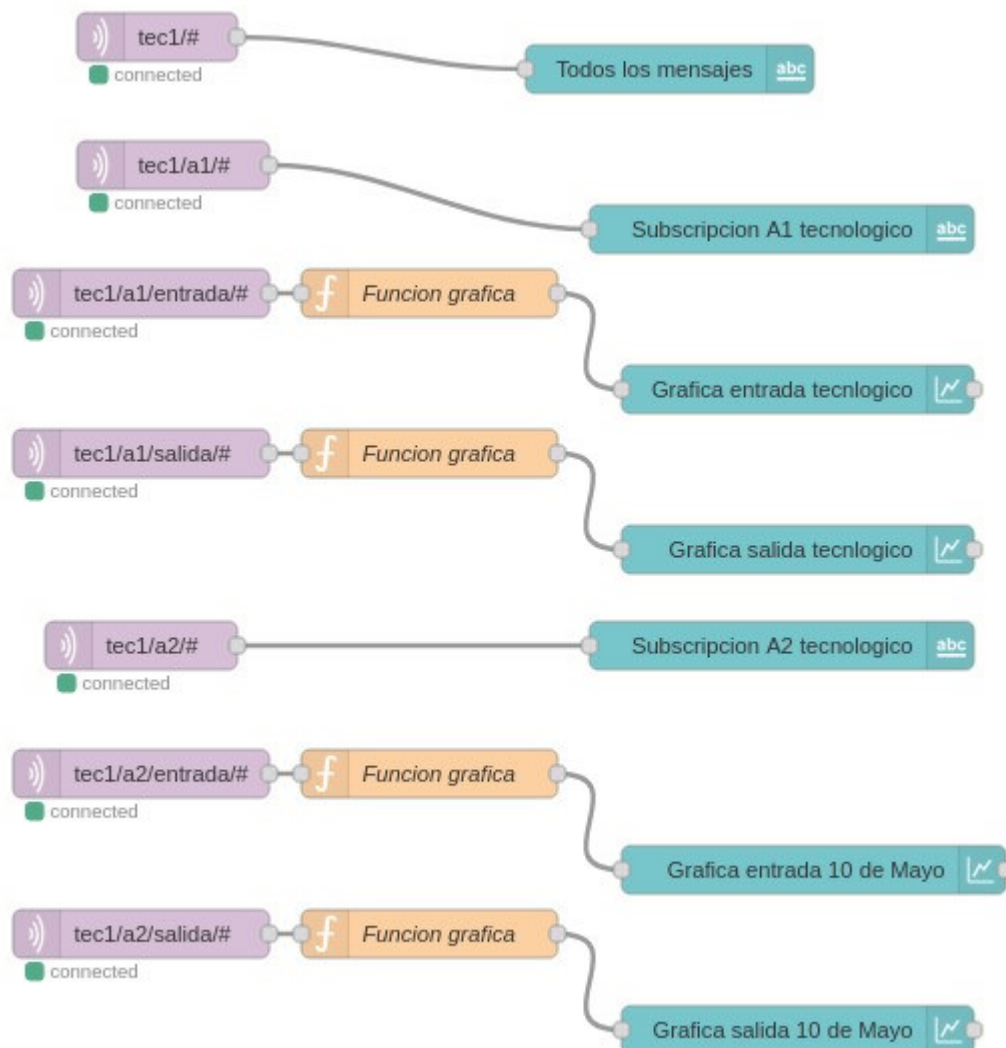 tec1/#
connected
Todos los mensajes
abc
tec1/a1/#
connected
Subscripcion A1 tecnologico
abc
tec1/a1/entrada/#
Funcion grafica
connected
Grafica entrada tecnlogico
tec1/a1/salida/#
Funcion grafica
connected
Grafica salida tecnlogico
tec1/a2/#
Subscripcion A2 tecnologico
abc
connected
tec1/a2/entrada/#
Funcion grafica
connected
Grafica entrada 10 de Mayo
tec1/a2/salida/#
Funcion grafica
connected
Grafica salida 10 de Mayo